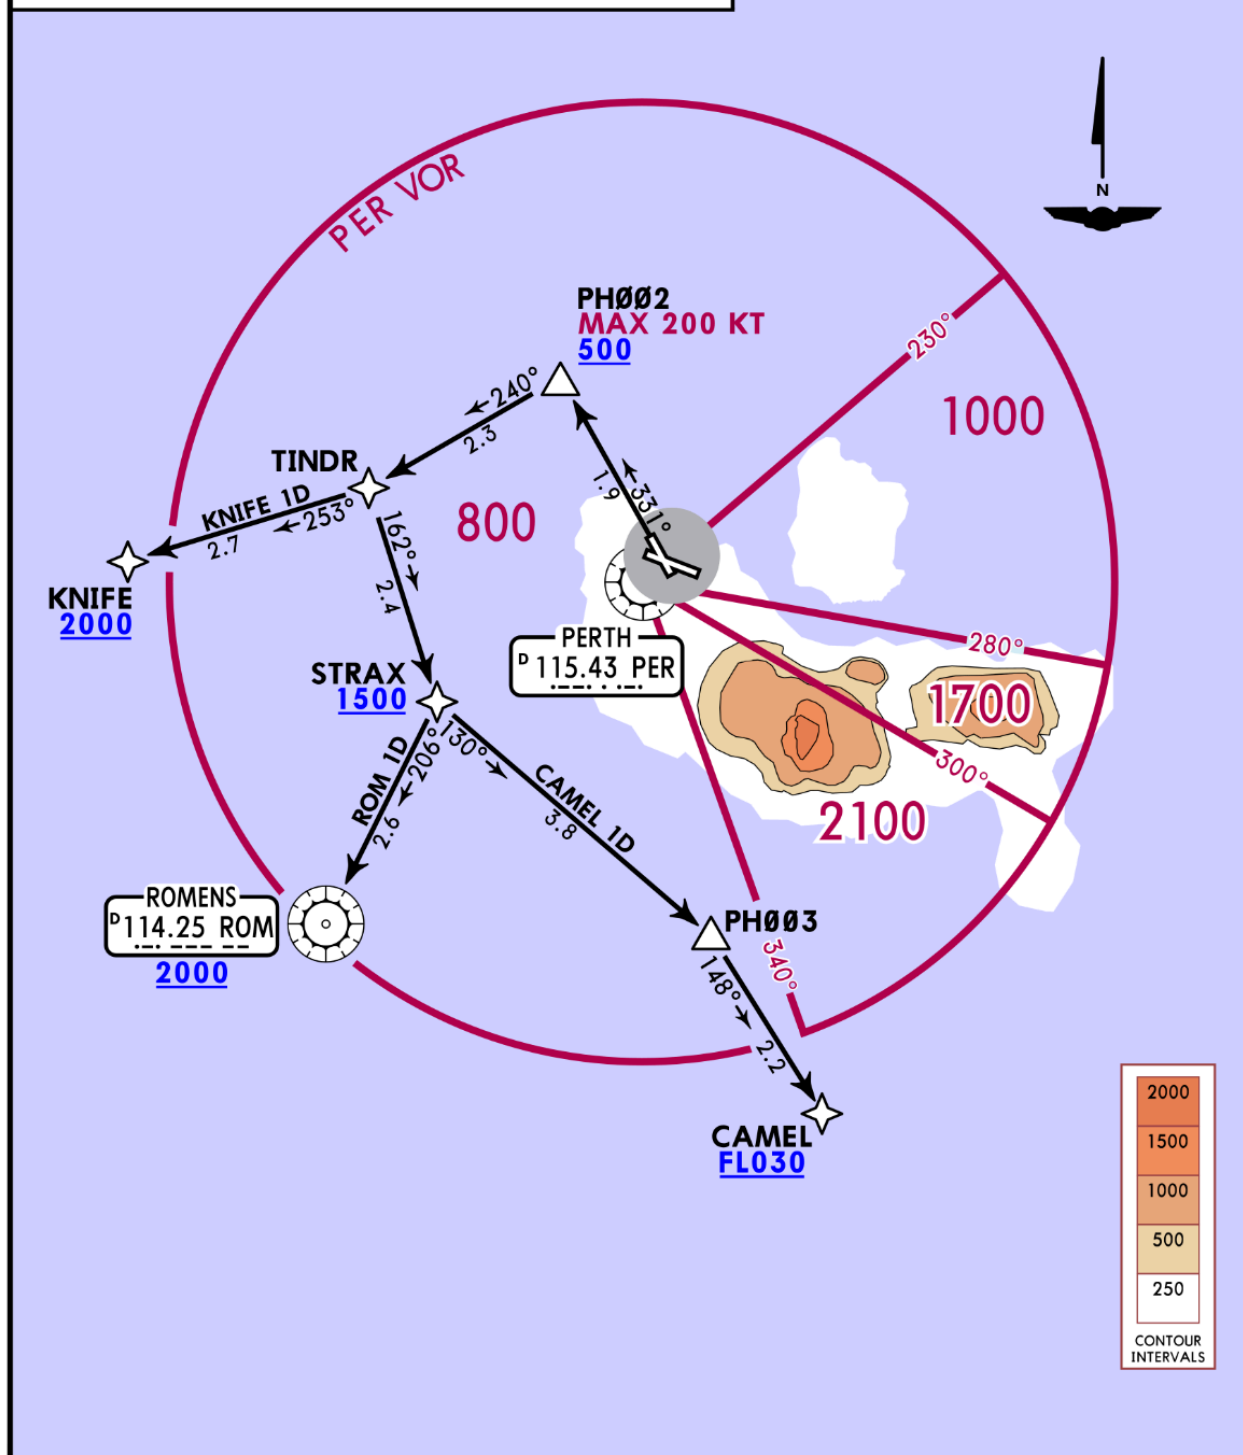 N
PER VOR
PHØØ2
MAX 200 KT
500
230°
1000
←240°
2.3
TINDR
KNIFE 1D
←253°
2.7
KNIFE
2000
1.9
←331°
800
162°→
2.4
PERTH
D 115.43 PER
280°
1700
300°
2100
STRAX
1500
ROM 1D
←206°
2.6
130°→
CAMEL 1D
3.8
ROMENS
D 114.25 ROM
2000
PHØØ3
340°
148°→
2.2
CAMEL
FL030
2000
1500
1000
500
250
CONTOUR
INTERVALS